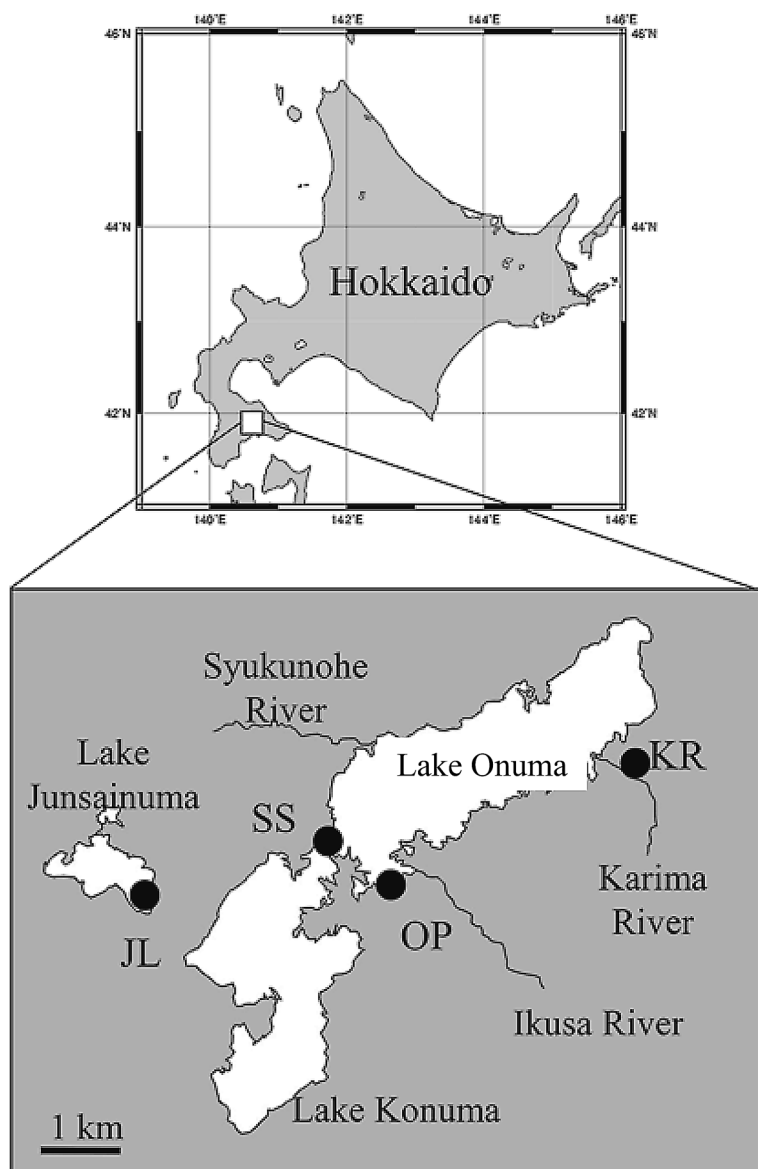 140°E 142°E 144°E 146°E
46°N 46°N
44°N 44°N
Hokkaido
42°N 42°N
140°E 142°E 144°E 146°E
Syukunohe
River
Lake
Junsainuma
Lake Onuma
KR
SS
Karima
River
JL
OP
Ikusa River
Lake Konuma
1 km